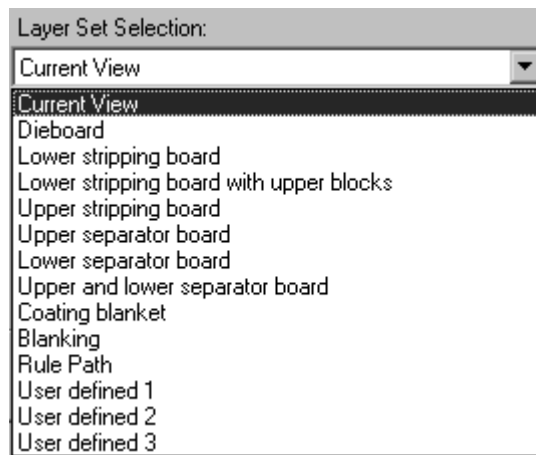 Layer Set Selection:
Current View
Current View
Dieboard
Lower stripping board
Lower stripping board with upper blocks
Upper stripping board
Upper separator board
Lower separator board
Upper and lower separator board
Coating blanket
Blanking
Rule Path
User defined 1
User defined 2
User defined 3